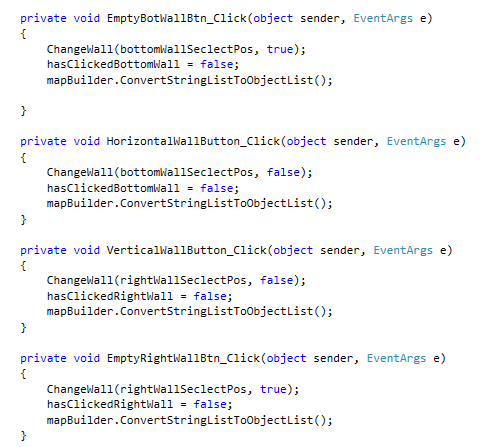 private void EmptyBotWallBtn_Click(object sender, EventArgs e)
{
ChangeWall(bottomWallSeclectPos, true);
hasClickedBottomWall = false;
mapBuilder.ConvertStringListToObjectList();
}
private void HorizontalWallButton_Click(object sender, EventArgs e)
{
ChangeWall(bottomWallSeclectPos, false);
hasClickedBottomWall = false;
mapBuilder.ConvertStringListToObjectList();
}
private void VerticalWallButton_Click(object sender, EventArgs e)
{
ChangeWall(rightWallSeclectPos, false);
hasClickedRightWall = false;
mapBuilder.ConvertStringListToObjectList();
}
private void EmptyRightWallBtn_Click(object sender, EventArgs e)
{
ChangeWall(rightWallSeclectPos, true);
hasClickedRightWall = false;
mapBuilder.ConvertStringListToObjectList();
}